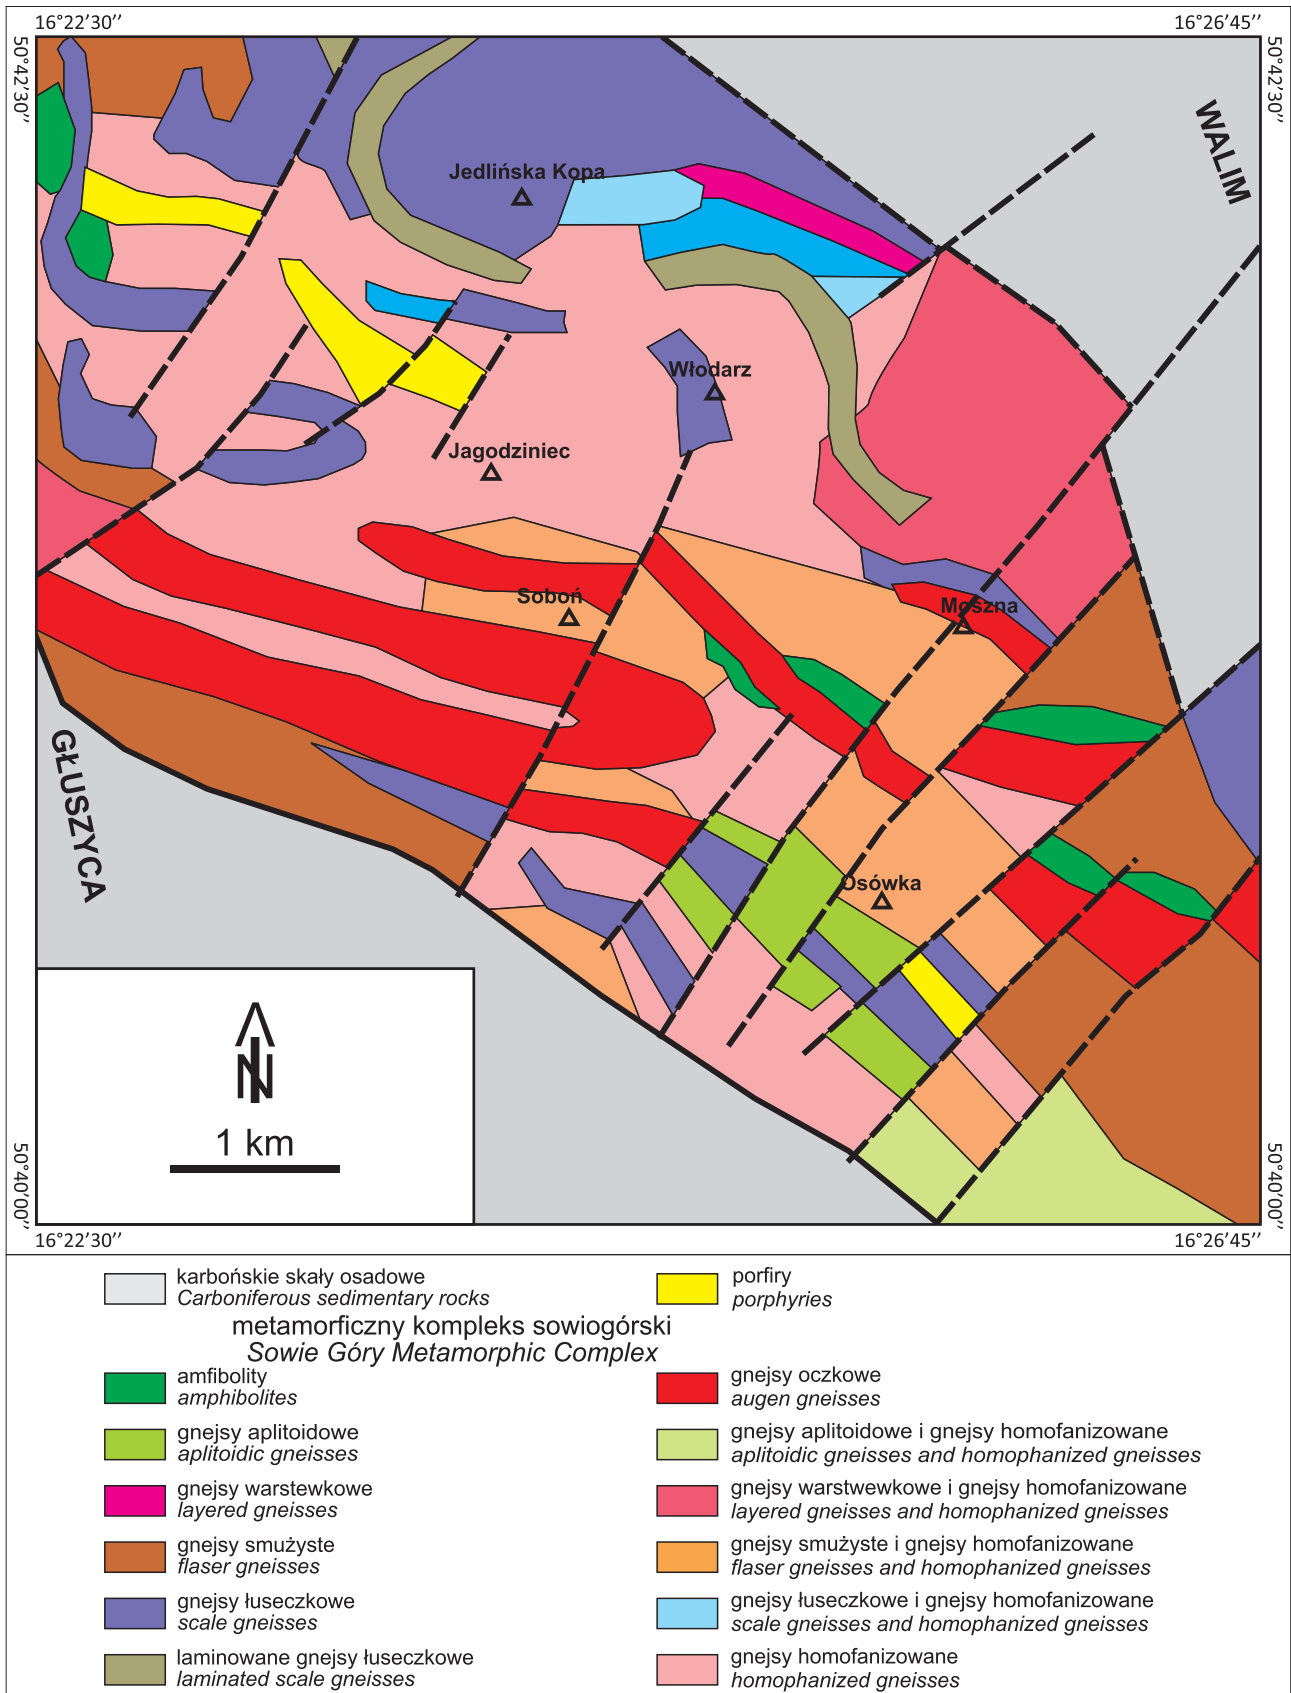 16°22'30’’
16°26'45’’
50°42'30’’
50°42'30’’
WALIM
Jedlińska Kopa
Włodarz
Jagodziniec
Soboń
Moszna
GŁUSZYCA
Osówka
N
1 km
50°40'00’’
50°40'00’’
16°22'30’’
16°26'45’’
karbońskie skały osadowe
Carboniferous sedimentary rocks
porfiry
porphyries
metamorficzny kompleks sowiogórski
Sowie Góry Metamorphic Complex
amfibolity
amphibolites
gnejsy oczkowe
augen gneisses
gnejsy aplitoidowe
aplitoidic gneisses
gnejsy aplitoidowe i gnejsy homofanizowane
aplitoidic gneisses and homophanized gneisses
gnejsy warstewkowe
layered gneisses
gnejsy warstwewkowe i gnejsy homofanizowane
layered gneisses and homophanized gneisses
gnejsy smużyste
flaser gneisses
gnejsy smużyste i gnejsy homofanizowane
flaser gneisses and homophanized gneisses
gnejsy łuseczkowe
scale gneisses
gnejsy łuseczkowe i gnejsy homofanizowane
scale gneisses and homophanized gneisses
laminowane gnejsy łuseczkowe
laminated scale gneisses
gnejsy homofanizowane
homophanized gneisses